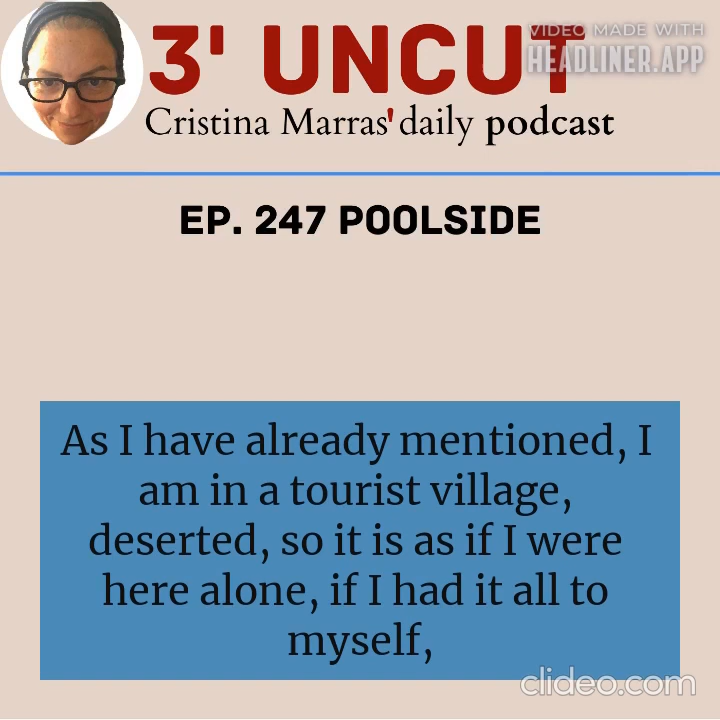 VIDEO MADE WITH
HEADLINER.APP
3' UNCUT
Cristina Marras' daily podcast
EP. 247 POOLSIDE
As I have already mentioned, I
am in a tourist village,
deserted, so it is as if I were
here alone, if I had it all to
myself,
clideo.com